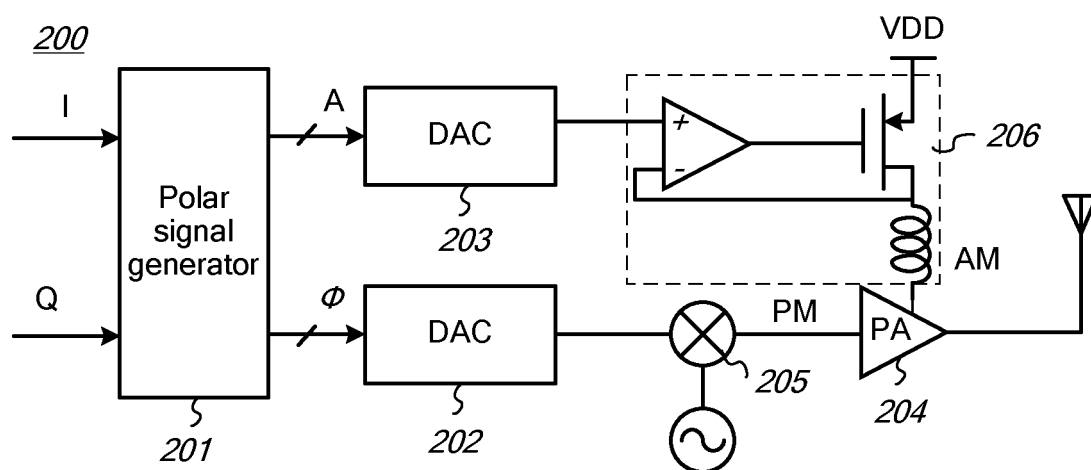 200
VDD
I
A
DAC
+
-
206
203
Polar
signal
generator
AM
Q
Φ
DAC
PM
PA
205
204
201
202